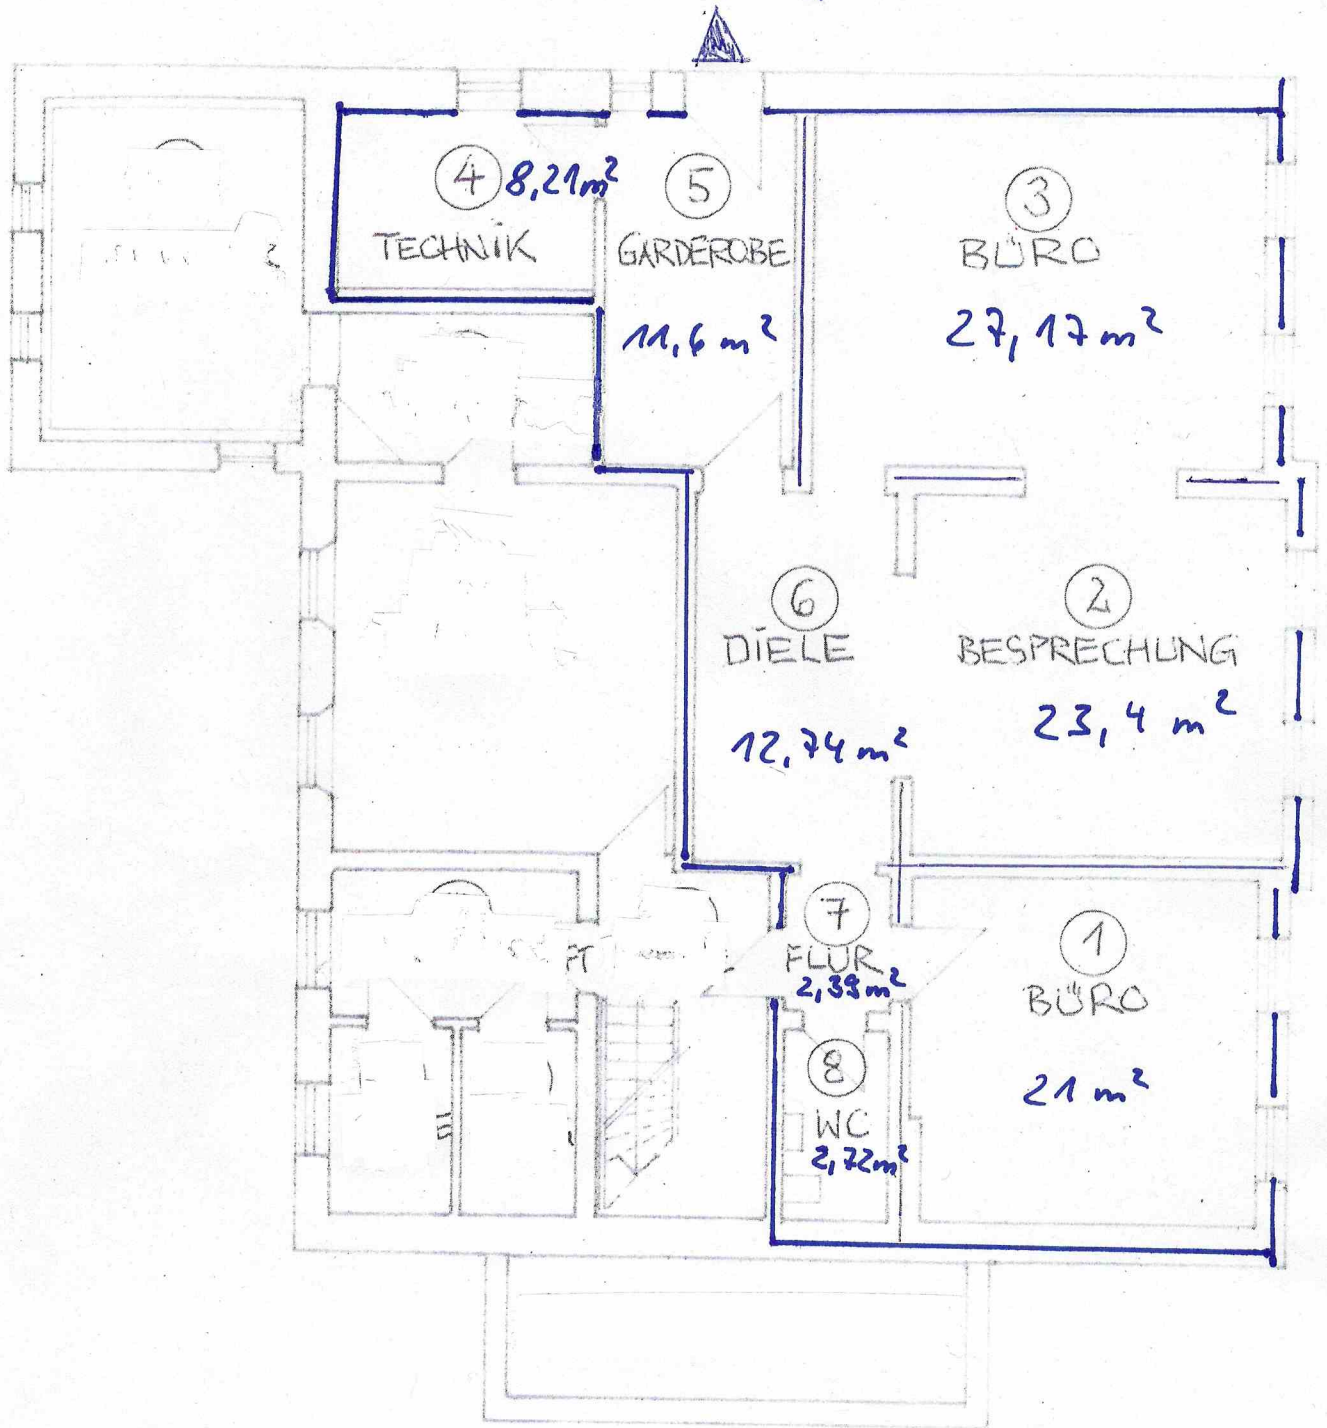 4 8,21m²
TECHNIK
5
GARDEROBE
11,6 m²
3
BÜRO
27,17 m²
6
DIELE
12,74 m²
2
BESPRECHUNG
23,4 m²
7
FLUR
2,39m²
1
BÜRO
21 m²
8
WC
2,72m²